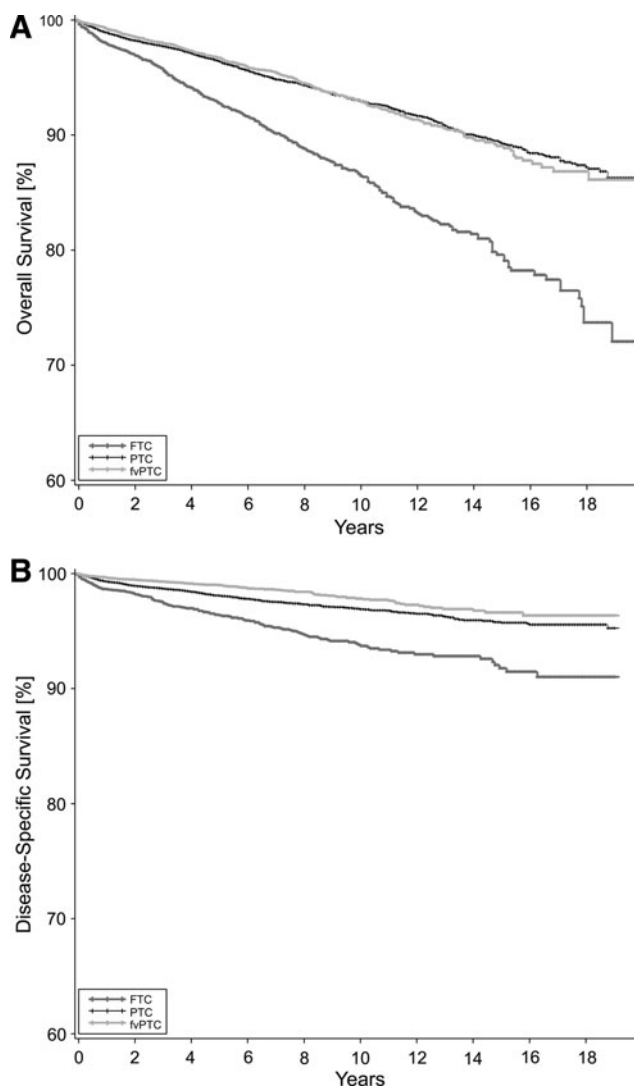 A
Overall Survival [%]
100
90
80
70
60
FTC
PTC
fvPTC
0 2 4 6 8 10 12 14 16 18
Years
B
Disease-Specific Survival [%]
100
90
80
70
60
FTC
PTC
fvPTC
0 2 4 6 8 10 12 14 16 18
Years